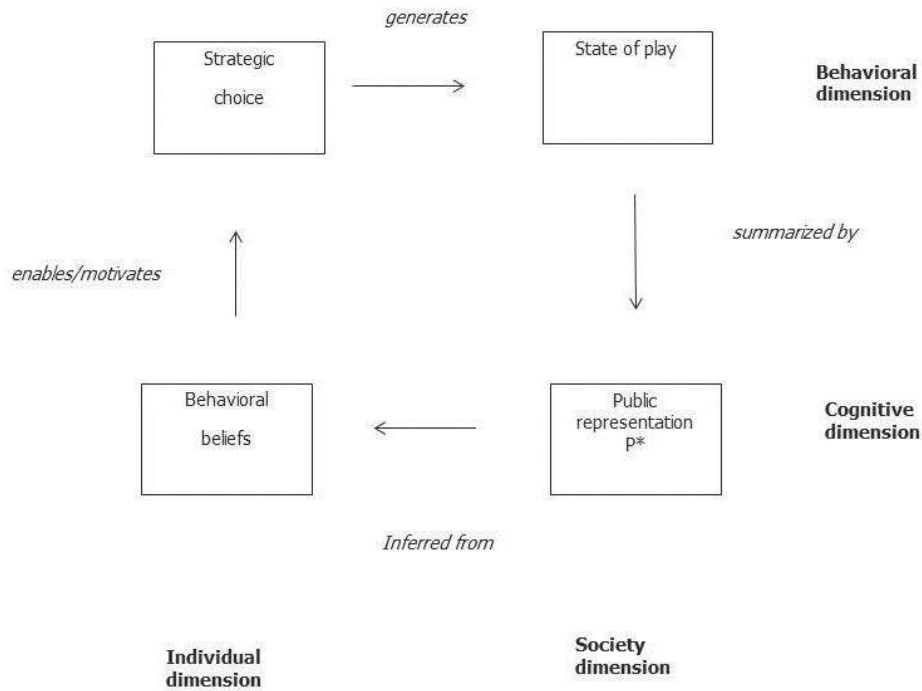 generates
Strategic
choice
State of play
Behavioral
dimension
enables/motivates
summarized by
Behavioral
beliefs
Public
representation
P*
Cognitive
dimension
Inferred from
Individual
dimension
Society
dimension